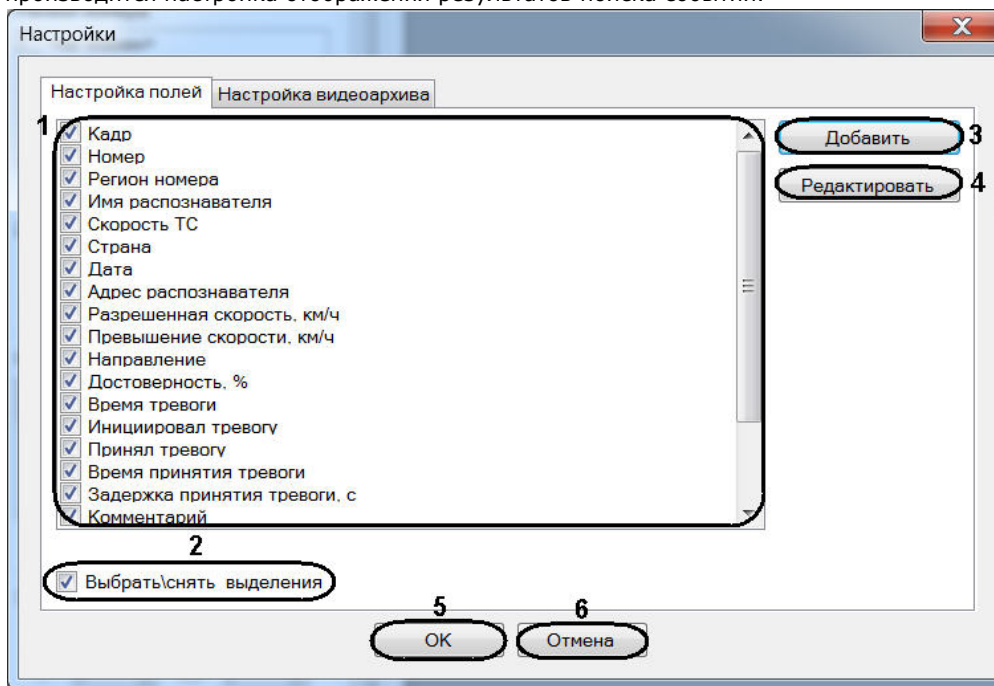 производится настройка отображения результатов поиска событий.
Настройки
Настройка полей Настройка видеоархива
1
Кадр
Номер
Регион номера
Имя распознавателя
Скорость ТС
Страна
Дата
Адрес распознавателя
Разрешенная скорость, км/ч
Превышение скорости, км/ч
Направление
Достоверность, %
Время тревоги
Инициировал тревогу
Принял тревогу
Время принятия тревоги
Задержка принятия тревоги, с
Комментарий
Добавить 3
Редактировать 4
2
Выбрать\снять выделения
5 6
OK Отмена